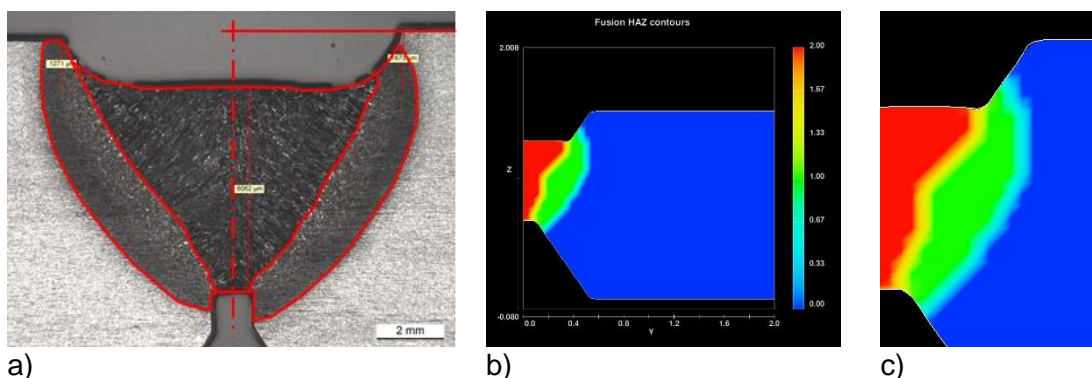 1271 µm
6062 µm
2 mm
a)
Fusion HAZ contours
2.008
Z
-0.080
0.0 0.4 0.8 1.2 1.6 2.0
Y
2.00
1.67
1.33
1.00
0.67
0.33
0.00
b)
c)